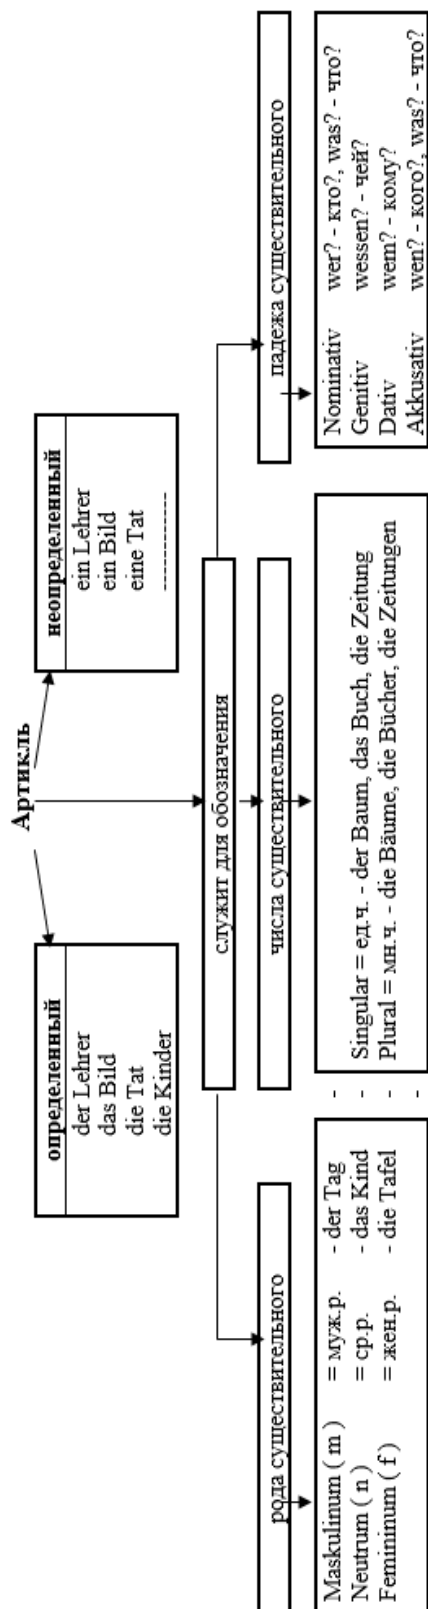 Артикль
определенный
der Lehrer
das Bild
die Tat
die Kinder
неопределенный
ein Lehrer
ein Bild
eine Tat
------------
служит для обозначения
рода существительного
числа существительного
падежа существительного
Maskulinum ( m ) = муж.р. - der Tag
Neutrum ( n ) = ср.р. - das Kind
Femininum ( f ) = жен.р. - die Tafel
-
-
-
-
Singular = ед.ч. - der Baum, das Buch, die Zeitung
Plural = мн.ч. - die Bäume, die Bücher, die Zeitungen
Nominativ wer? - кто?, was? - что?
Genitiv wessen? - чей?
Dativ wem? - кому?
Akkusativ wen? - кого?, was? - что?